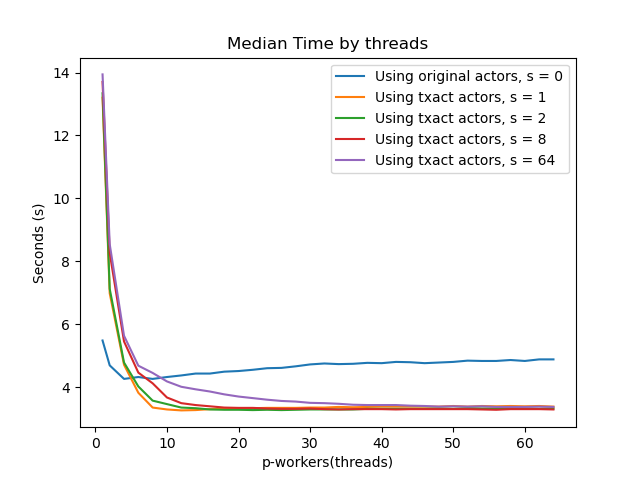 Median Time by threads
Using original actors, s = 0
Using txact actors, s = 1
Using txact actors, s = 2
Using txact actors, s = 8
Using txact actors, s = 64
Seconds (s)
14
12
10
8
6
4
0
10
20
30
40
50
60
p-workers(threads)